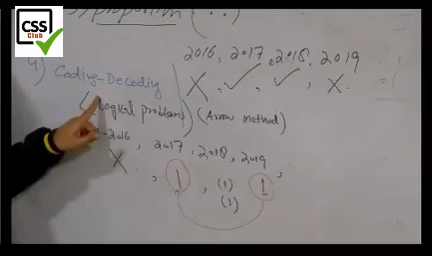 CSS
Club
2016, 2017, 2018, 2019
4) Coding-Decoding
X, ✓, ✓, X.
(Logical problems) (Arrow Method)
2016, 2017, 2018, 2019
X, 1, (1), 1,
(1)